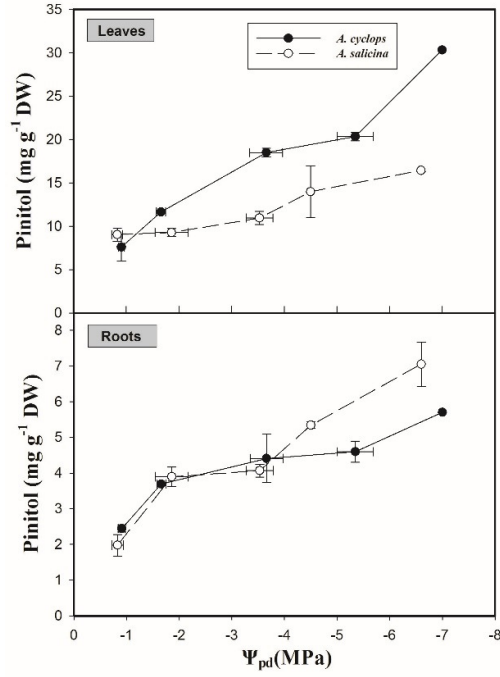 35
30
25
20
15
10
5
0
Pinitol (mg g⁻¹ DW)
Leaves
A. cyclops
A. salicina
8
7
6
5
4
3
2
1
0
Pinitol (mg g⁻¹ DW)
Roots
0 -1 -2 -3 -4 -5 -6 -7 -8
Ψpd(MPa)